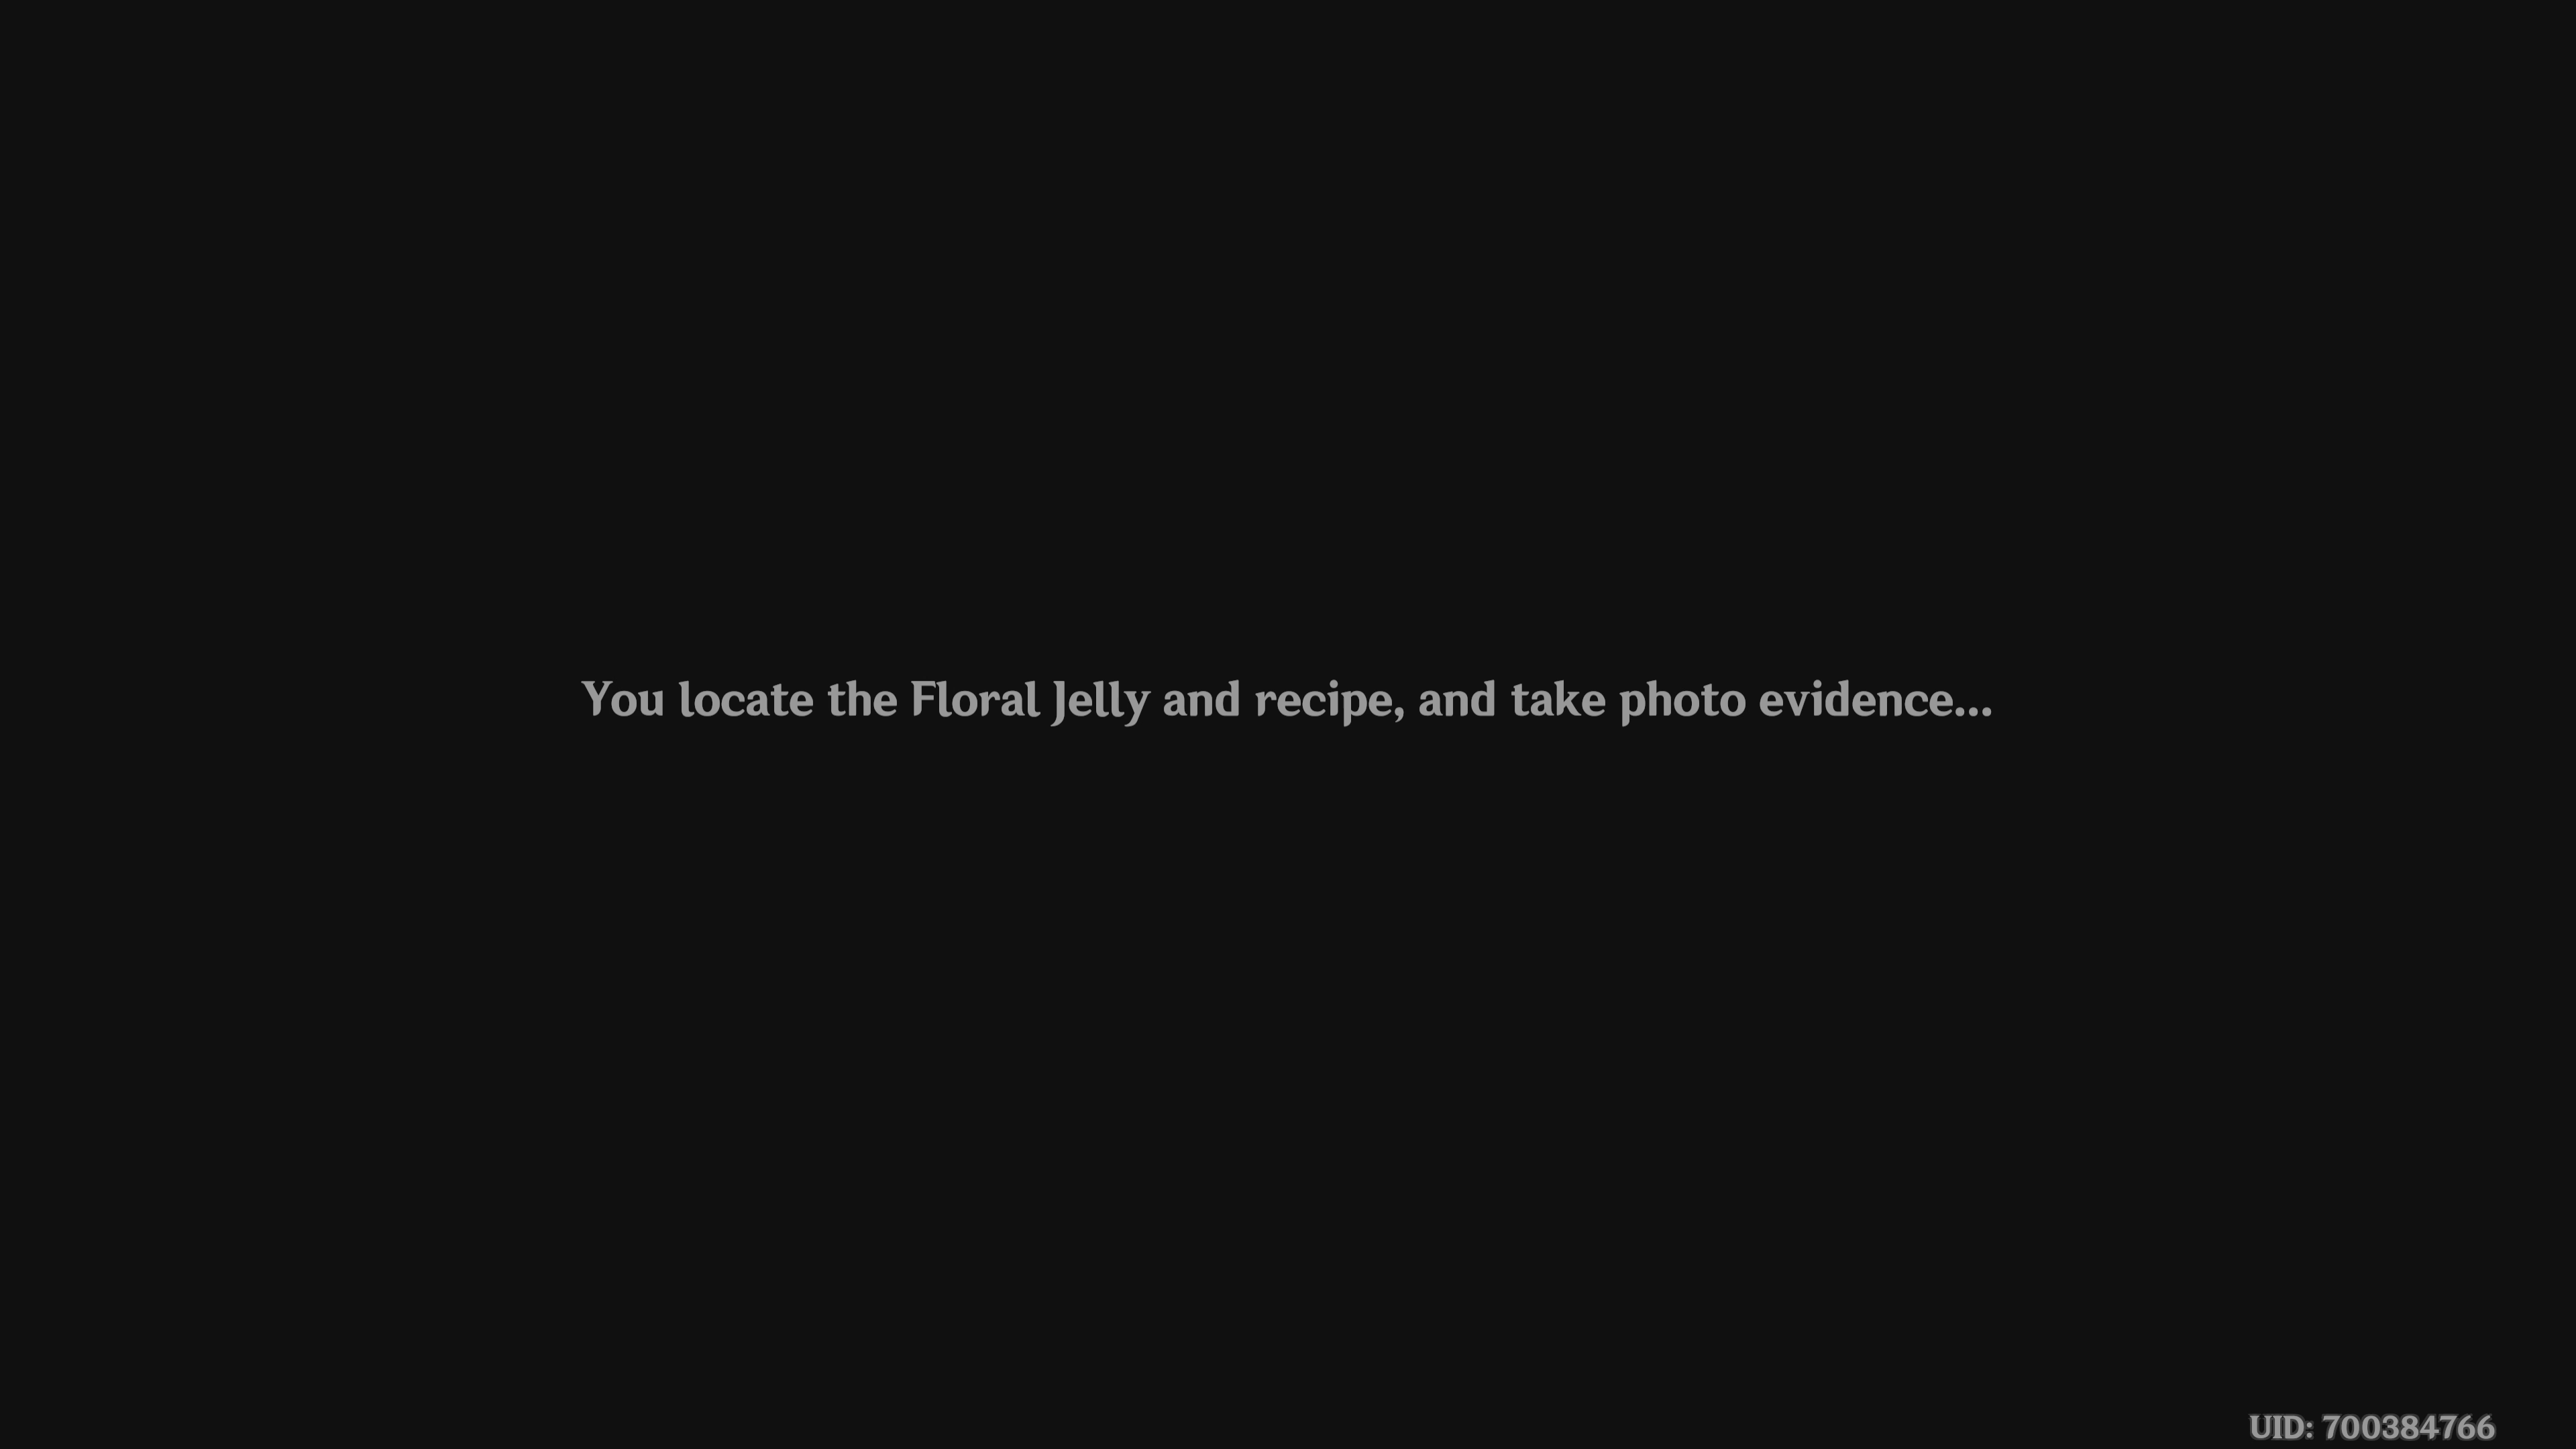 You locate the Floral Jelly and recipe, and take photo evidence...
UID: 700384766